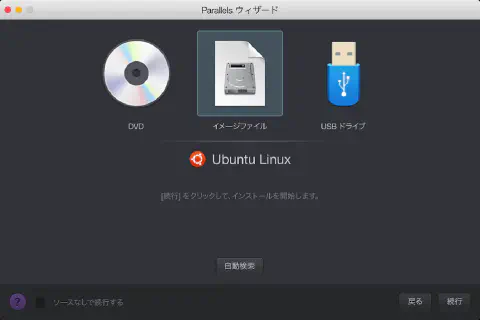 Parallels ウィザード
DVD
イメージファイル
USB ドライブ
Ubuntu Linux
[続行] をクリックして、インストールを開始します。
自動検索
?
ソースなしで続行する
戻る
続行